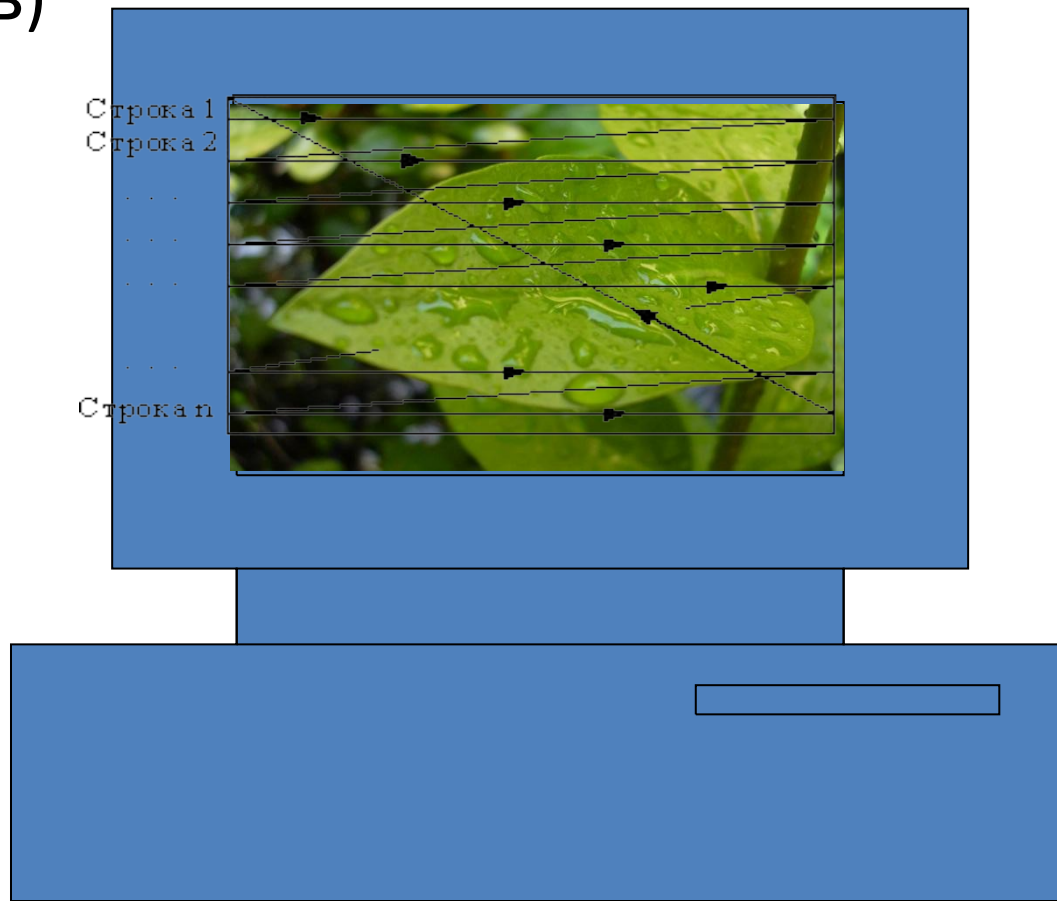 в)
Строка 1
Строка 2
. . .
. . .
. . .
. . .
Строка n